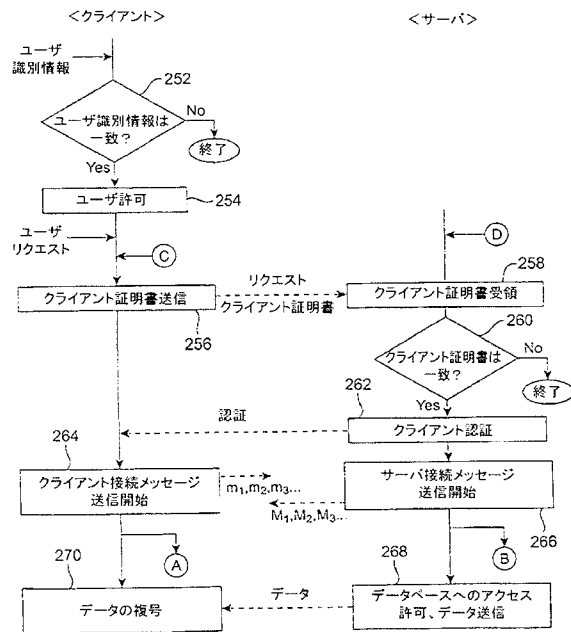 <クライアント>
<サーバ>
ユーザ
識別情報
252
ユーザ識別情報は
一致?
No
終了
Yes
ユーザ許可
254
ユーザ
リクエスト
C
D
クライアント証明書送信
256
リクエスト
クライアント証明書
258
クライアント証明書受領
260
クライアント証明書は
一致?
No
終了
Yes
262
クライアント認証
認証
264
クライアント接続メッセージ
送信開始
m1,m2,m3...
M1,M2,M3...
サーバ接続メッセージ
送信開始
266
A
B
270
データの復号
データ
268
データベースへのアクセス
許可、データ送信